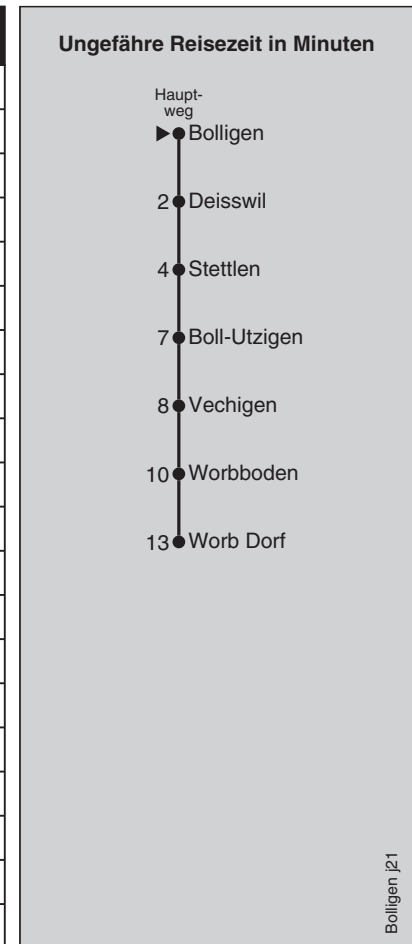 Ungefähre Reisezeit in Minuten
Haupt-
weg
Bolligen
2 Deisswil
4 Stettlen
7 Boll-Utzigen
8 Vechigen
10 Worbboden
13 Worb Dorf
Bolligen j21